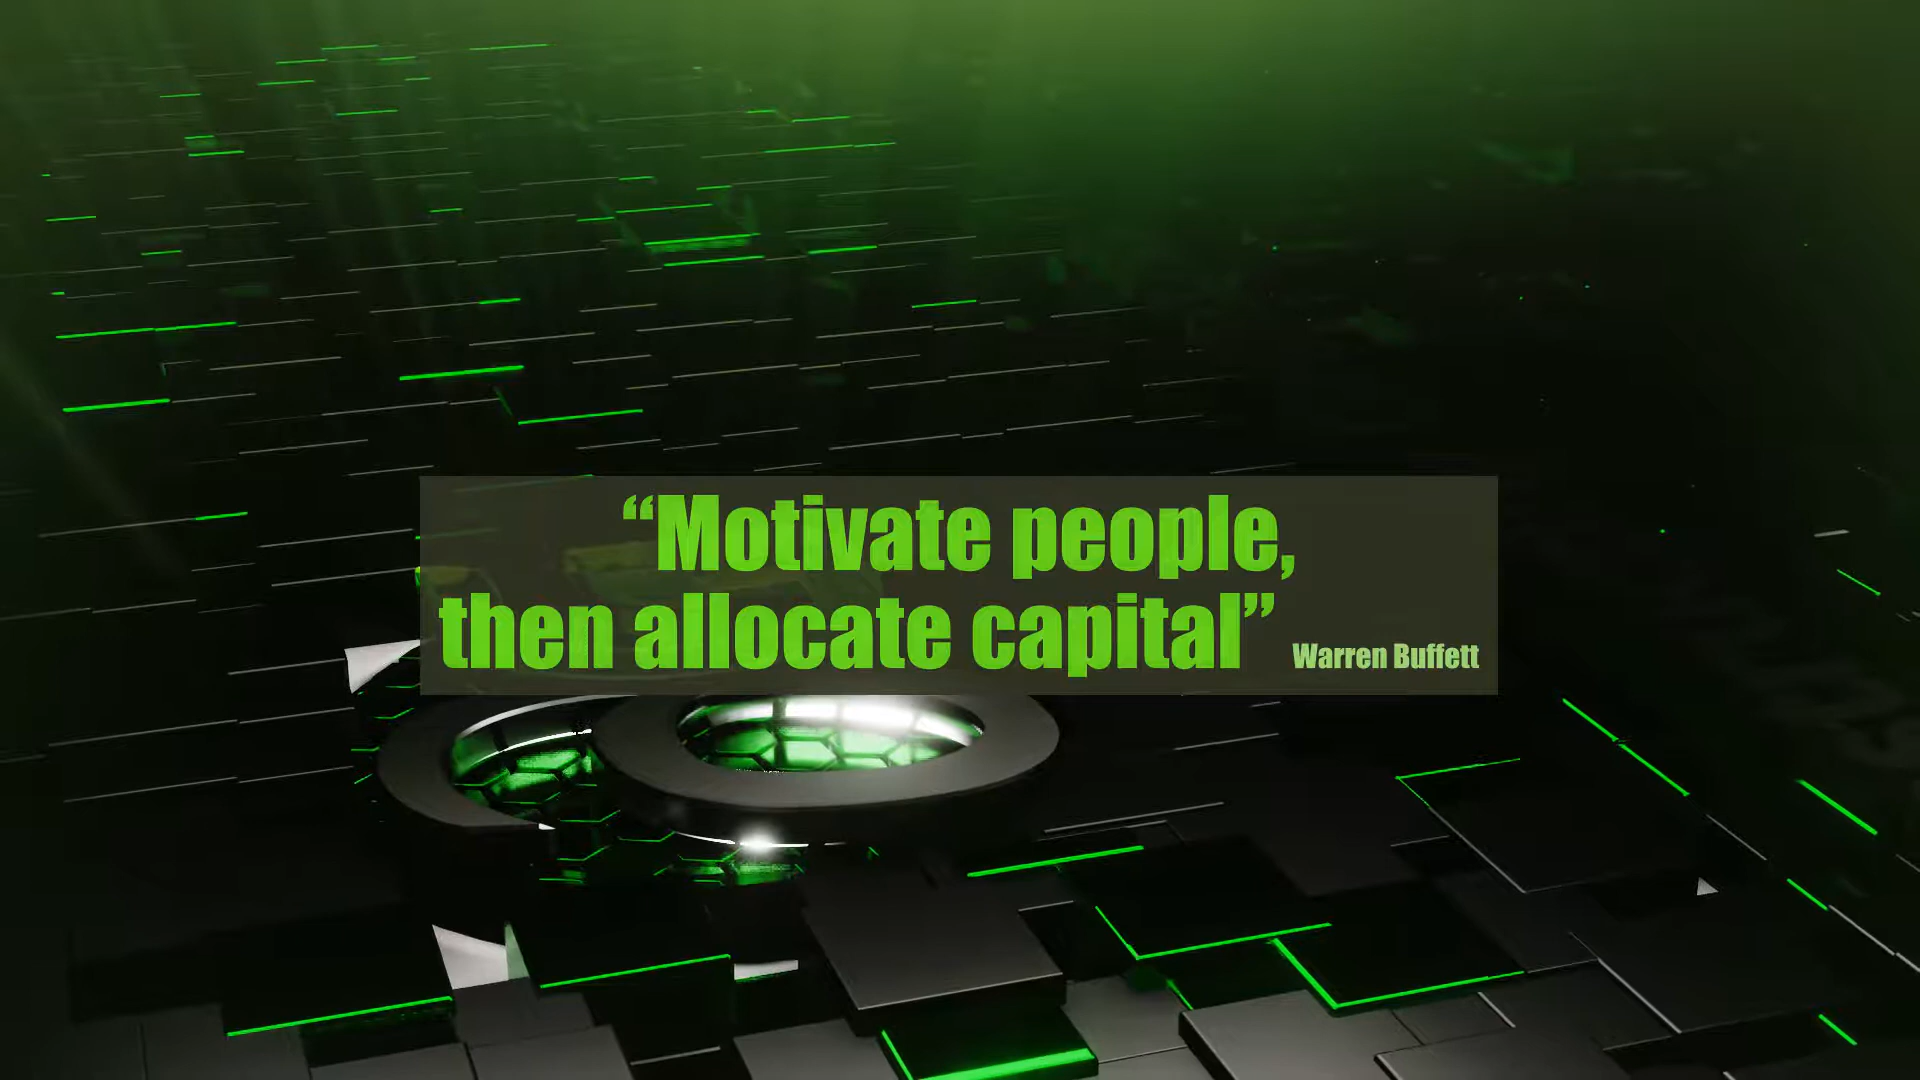 “Motivate people,
then allocate capital” Warren Buffett